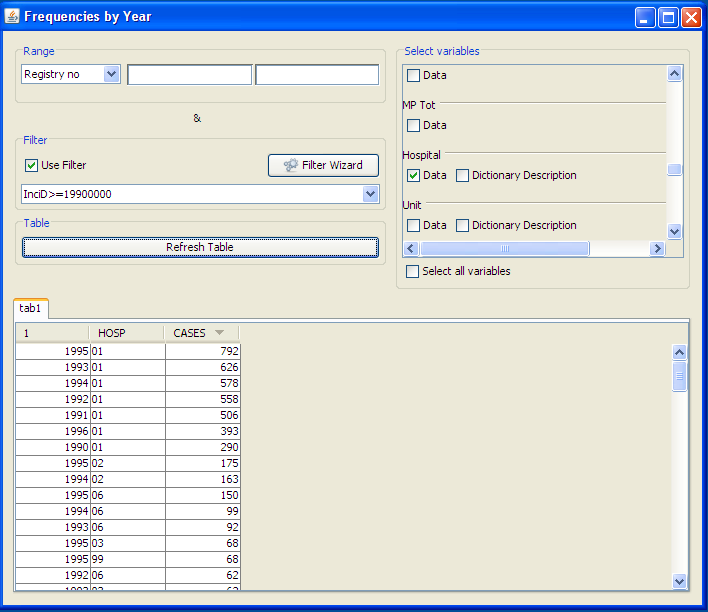 Frequencies by Year
Range
Registry no
&
Filter
Use Filter
Filter Wizard
InciD>=19900000
Table
Refresh Table
Select variables
Data
MP Tot
Data
Hospital
Data Dictionary Description
Unit
Data Dictionary Description
Select all variables
tab1
1 HOSP CASES
1995 01 792
1993 01 626
1994 01 578
1992 01 558
1991 01 506
1996 01 393
1990 01 290
1995 02 175
1994 02 163
1995 06 150
1994 06 99
1993 06 92
1995 03 68
1995 99 68
1992 06 62